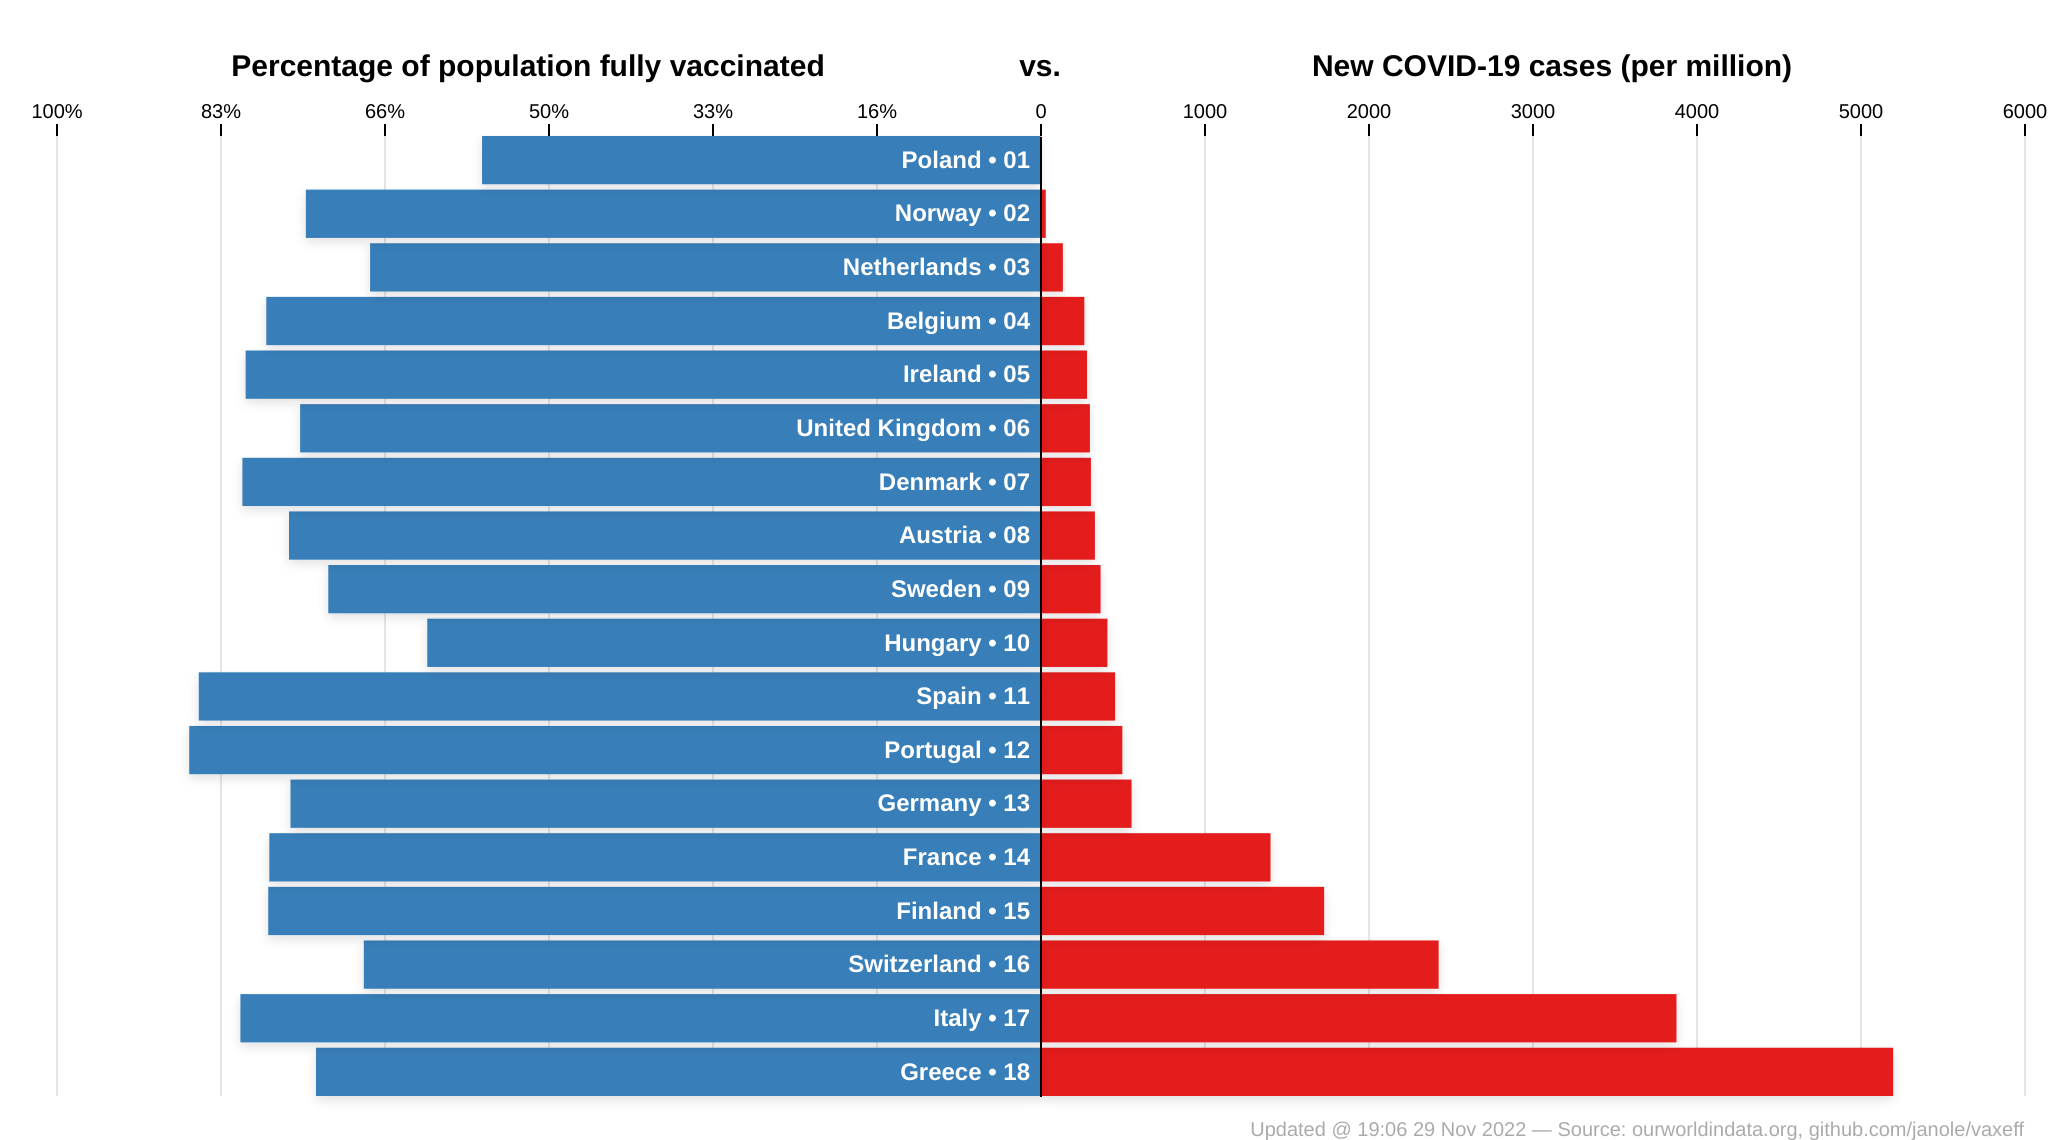 Percentage of population fully vaccinated vs. New COVID-19 cases (per million)
100% 83% 66% 50% 33% 16% 0 1000 2000 3000 4000 5000 6000
Poland • 01
Norway • 02
Netherlands • 03
Belgium • 04
Ireland • 05
United Kingdom • 06
Denmark • 07
Austria • 08
Sweden • 09
Hungary • 10
Spain • 11
Portugal • 12
Germany • 13
France • 14
Finland • 15
Switzerland • 16
Italy • 17
Greece • 18
Updated @ 19:06 29 Nov 2022 — Source: ourworldindata.org, github.com/janole/vaxeff